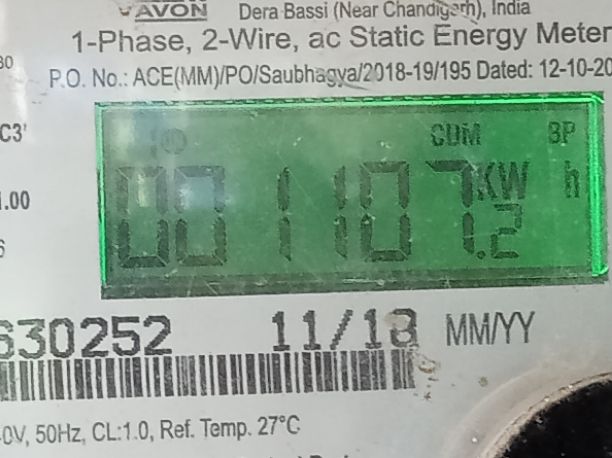 AVON Dera Bassi (Near Chandigarh), India
1-Phase, 2-Wire, ac Static Energy Meter
P.O. No.: ACE(MM)/PO/Saubhagya/2018-19/195 Dated: 12-10-20
C3'
CUM
1.00
001107.2 KW h
630252 11/18 MM/YY
0V, 50Hz, CL:1.0, Ref. Temp. 27°C